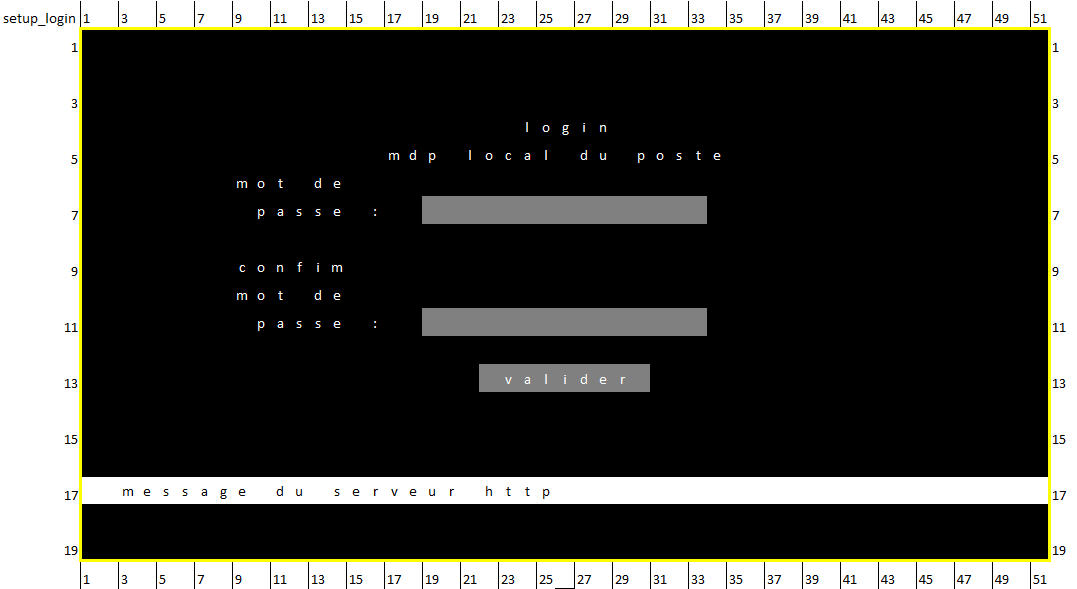 setup_login 1 3 5 7 9 11 13 15 17 19 21 23 25 27 29 31 33 35 37 39 41 43 45 47 49 51
1 1
3 3
login
5 mdp local du poste 5
mot de
7 passe : 7
9 confim 9
mot de
11 passe : 11
13 valider 13
15 15
17 message du serveur http 17
19 19
1 3 5 7 9 11 13 15 17 19 21 23 25 27 29 31 33 35 37 39 41 43 45 47 49 51